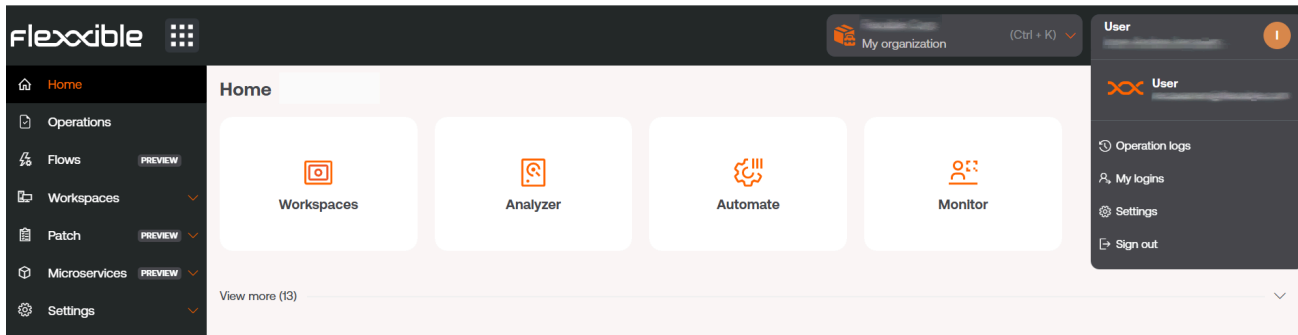 flexxible
My organization
(Ctrl + K)
User
I
User
Operation logs
My logins
Settings
Sign out
Home
Operations
Flows PREVIEW
Workspaces
Patch PREVIEW
Microservices PREVIEW
Settings
Home
Workspaces
Analyzer
Automate
Monitor
View more (13)